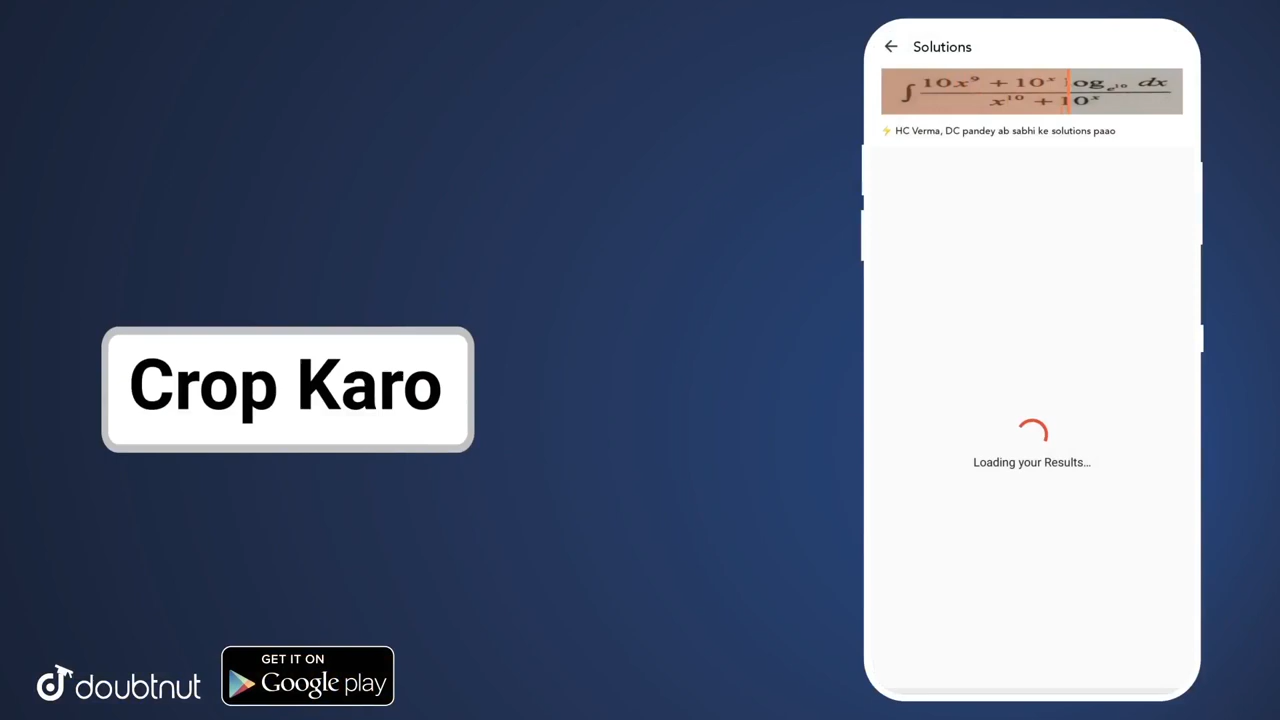 Solutions
∫ 10x⁹ + 10ˣ logₑ10 dx
x¹⁰ + 10ˣ
⚡ HC Verma, DC pandey ab sabhi ke solutions paao
Crop Karo
Loading your Results...
doubtnut
GET IT ON
Google play